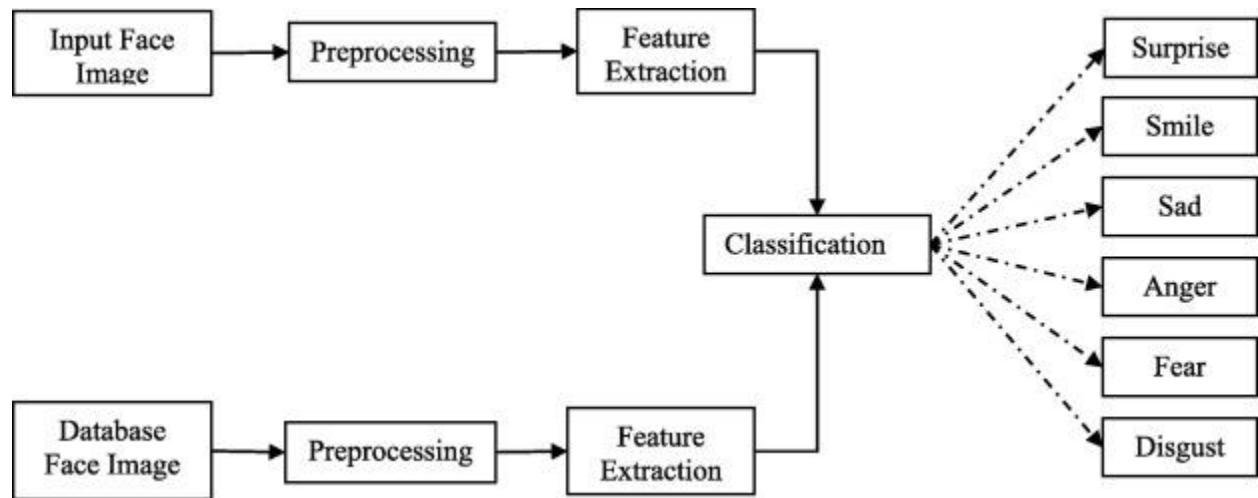 Input Face
Image
Preprocessing
Feature
Extraction
Surprise
Smile
Sad
Classification
Anger
Fear
Disgust
Database
Face Image
Preprocessing
Feature
Extraction